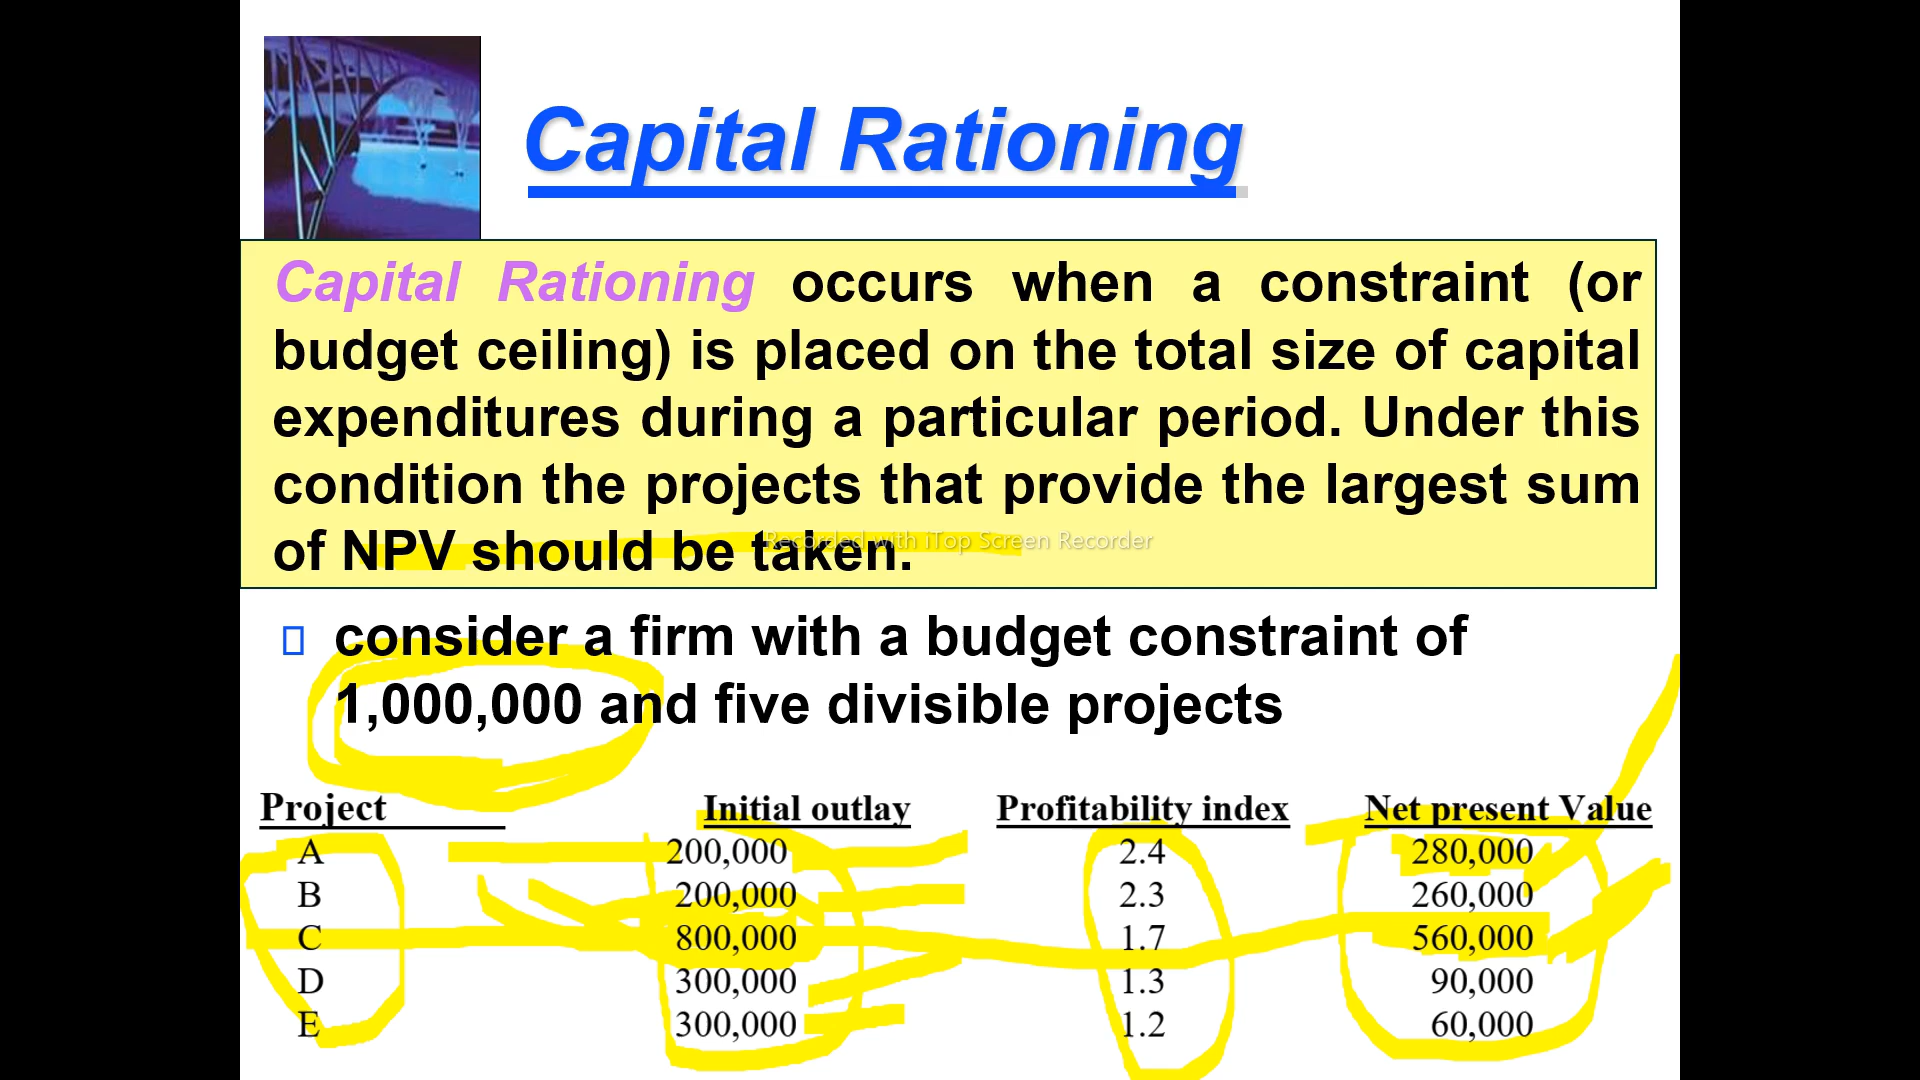 Capital Rationing
Capital Rationing occurs when a constraint (or
budget ceiling) is placed on the total size of capital
expenditures during a particular period. Under this
condition the projects that provide the largest sum
of NPV should be taken.
Recorded with iTop Screen Recorder
consider a firm with a budget constraint of
1,000,000 and five divisible projects
Project Initial outlay Profitability index Net present Value
A 200,000 2.4 280,000
B 200,000 2.3 260,000
C 800,000 1.7 560,000
D 300,000 1.3 90,000
E 300,000 1.2 60,000